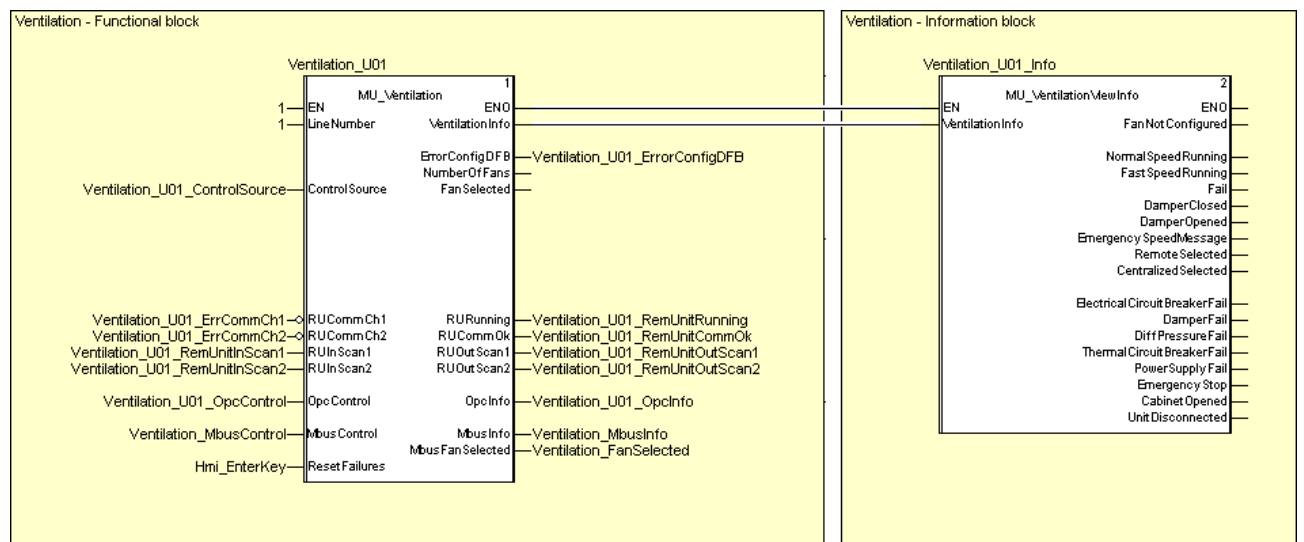 Ventilation - Functional block
Ventilation - Information block
Ventilation_U01
Ventilation_U01_Info
1
2
MU_Ventilation
MU_VentilationViewInfo
1 EN ENO
EN ENO
1 LineNumber VentilationInfo
VentilationInfo FanNotConfigured
ErrorConfigDFB Ventilation_U01_ErrorConfigDFB
NormalSpeedRunning
NumberOfFans
FastSpeedRunning
Ventilation_U01_ControlSource ControlSource FanSelected
Fail
DamperClosed
DamperOpened
EmergencySpeedMessage
RemoteSelected
CentralizedSelected
ElectricalCircuitBreakerFail
Ventilation_U01_ErrCommCh1 RUCommCh1 RURunning Ventilation_U01_RemUnitRunning
DamperFail
Ventilation_U01_ErrCommCh2 RUCommCh2 RUCommOk Ventilation_U01_RemUnitCommOk
DiffPressureFail
Ventilation_U01_RemUnitInScan1 RUInScan1 RUOutScan1 Ventilation_U01_RemUnitOutScan1
ThermalCircuitBreakerFail
Ventilation_U01_RemUnitInScan2 RUInScan2 RUOutScan2 Ventilation_U01_RemUnitOutScan2
PowerSupplyFail
EmergencyStop
Ventilation_U01_OpcControl OpcControl OpcInfo Ventilation_U01_OpcInfo
CabinetOpened
UnitDisconnected
Ventilation_MbusControl MbusControl MbusInfo Ventilation_MbusInfo
MbusFanSelected Ventilation_FanSelected
Hmi_EnterKey ResetFailures